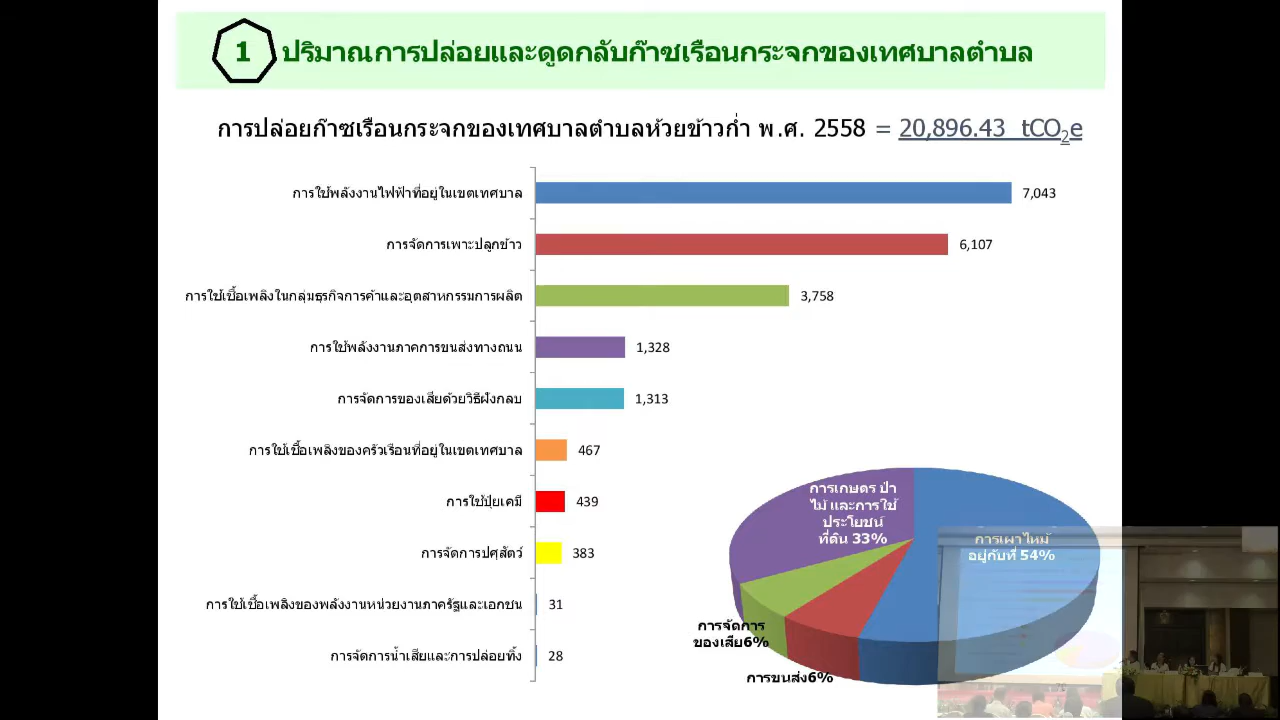 1 ปริมาณการปล่อยและดูดกลับก๊าซเรือนกระจกของเทศบาลตำบล
การปล่อยก๊าซเรือนกระจกของเทศบาลตำบลห้วยข้าวก่ำ พ.ศ. 2558 = 20,896.43 tCO2e
การใช้พลังงานไฟฟ้าที่อยู่ในเขตเทศบาล 7,043
การจัดการเพาะปลูกข้าว 6,107
การใช้เชื้อเพลิงในกลุ่มธุรกิจการค้าและอุตสาหกรรมการผลิต 3,758
การใช้พลังงานภาคการขนส่งทางถนน 1,328
การจัดการของเสียด้วยวิธีฝังกลบ 1,313
การใช้เชื้อเพลิงของครัวเรือนที่อยู่ในเขตเทศบาล 467
การใช้ปุ๋ยเคมี 439
การจัดการปศุสัตว์ 383
การใช้เชื้อเพลิงของพลังงานหน่วยงานภาครัฐและเอกชน 31
การจัดการน้ำเสียและการปล่อยทิ้ง 28
การเกษตร ป่า
ไม้ และการใช้
ประโยชน์
ที่ดิน 33%
การเผาไหม้
อยู่กับที่ 54%
การจัดการ
ของเสีย6%
การขนส่ง6%